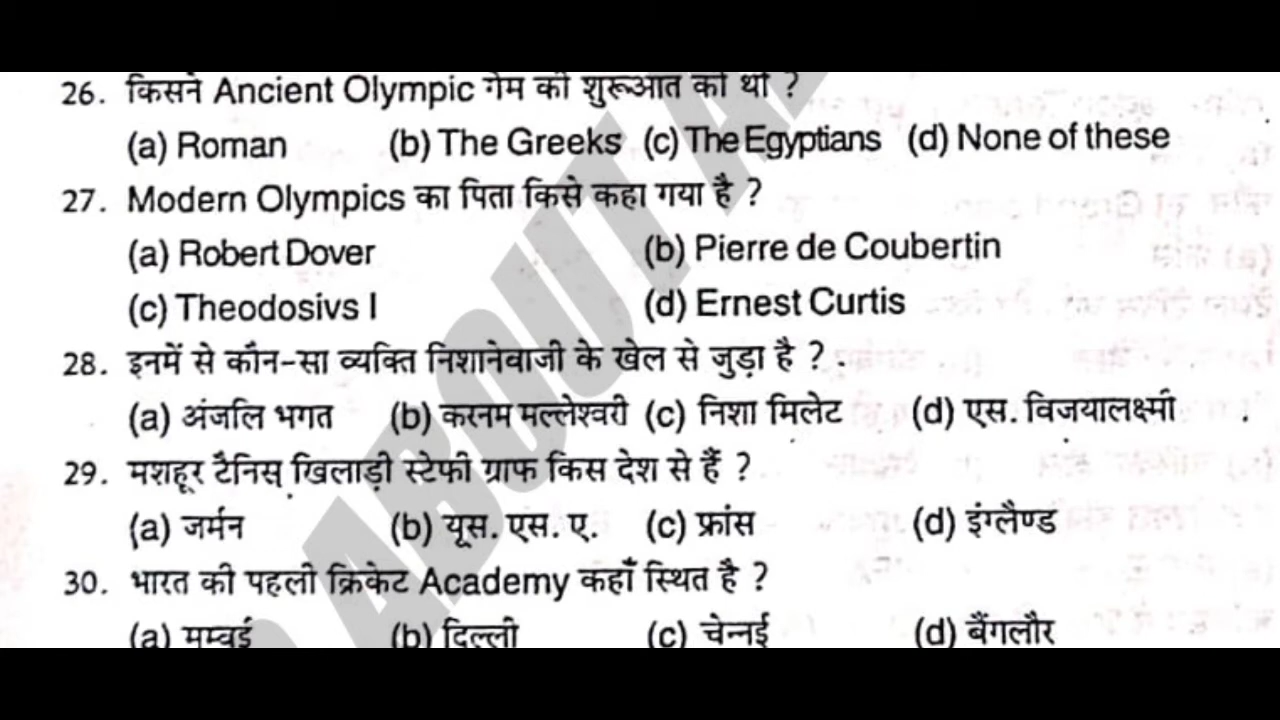 26. किसने Ancient Olympic गेम की शुरूआत की थी ?
(a) Roman (b) The Greeks (c) The Egyptians (d) None of these
27. Modern Olympics का पिता किसे कहा गया है ?
(a) Robert Dover (b) Pierre de Coubertin
(c) Theodosivs I (d) Ernest Curtis
28. इनमें से कौन-सा व्यक्ति निशानेवाजी के खेल से जुड़ा है ?
(a) अंजलि भगत (b) करनम मल्लेश्वरी (c) निशा मिलेट (d) एस. विजयालक्ष्मी
29. मशहूर टैनिस् खिलाड़ी स्टेफी ग्राफ किस देश से हैं ?
(a) जर्मन (b) यूस. एस. ए. (c) फ्रांस (d) इंग्लैण्ड
30. भारत की पहली क्रिकेट Academy कहाँ स्थित है ?
(a) मुम्वई (b) दिल्ली (c) चेन्नई (d) बैंगलौर
ABOUT